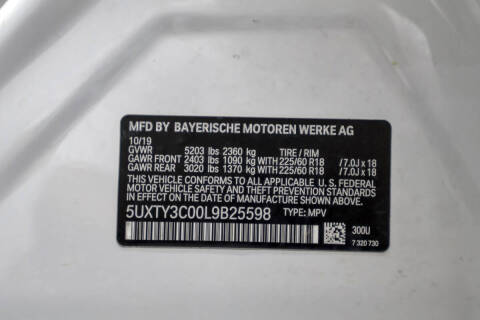 MFD BY BAYERISCHE MOTOREN WERKE AG
10/19
GVWR 5203 lbs 2360 kg TIRE / RIM
GAWR FRONT 2403 lbs 1090 kg WITH 225/60 R18 /7.0J x 18
GAWR REAR 3020 lbs 1370 kg WITH 225/60 R18 /7.0J x 18
THIS VEHICLE CONFORMS TO ALL APPLICABLE U.S. FEDERAL MOTOR VEHICLE
SAFETY, BUMPER, AND THEFT PREVENTION STANDARDS
IN EFFECT ON THE DATE OF MANUFACTURE SHOWN ABOVE
5UXTY3C00L9B25598 TYPE: MPV
300U
7 320 730